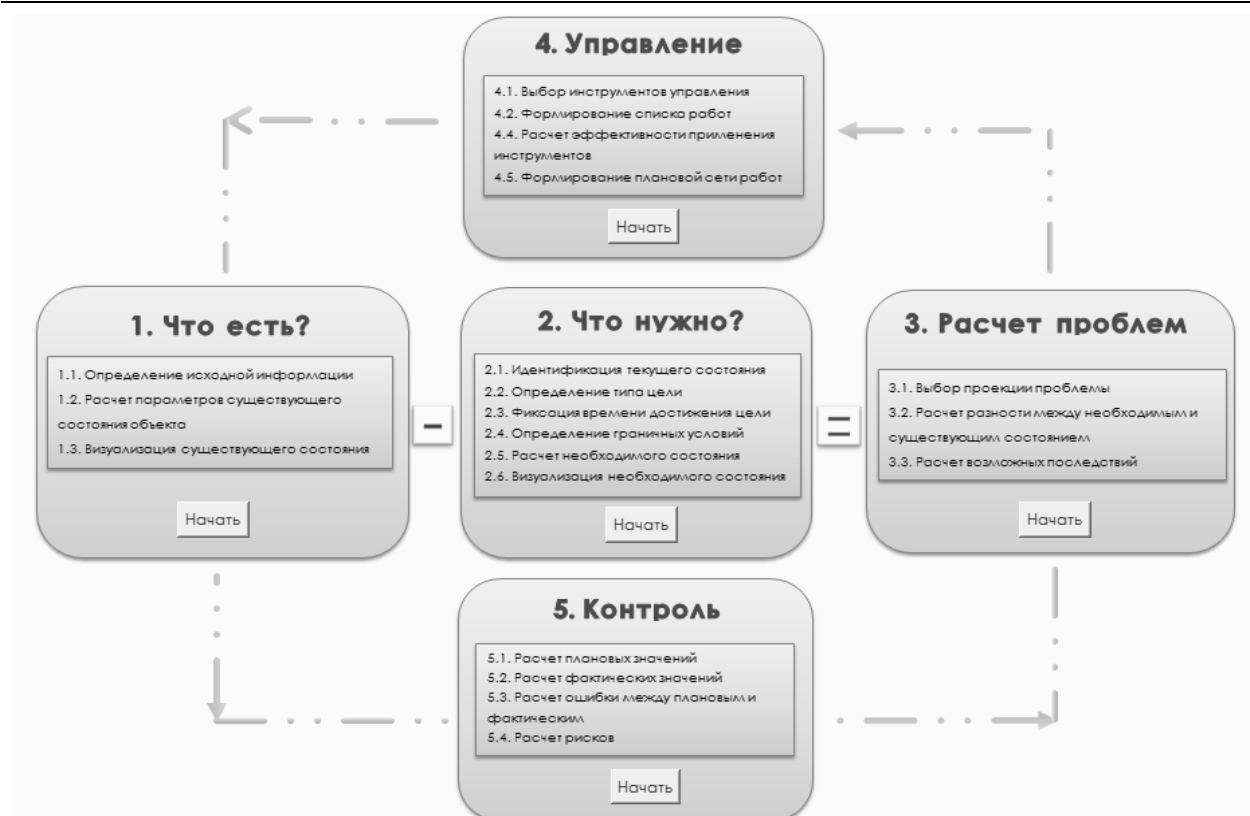 4. Управление
4.1. Выбор инструментов управления
4.2. Формирование списка работ
4.4. Расчет эффективности применения
инструментов
4.5. Формирование плановой сети работ
Начать
1. Что есть?
1.1. Определение исходной информации
1.2. Расчет параметров существующего
состояния объекта
1.3. Визуализация существующего состояния
Начать
–
2. Что нужно?
2.1. Идентификация текущего состояния
2.2. Определение типа цели
2.3. Фиксация времени достижения цели
2.4. Определение граничных условий
2.5. Расчет необходимого состояния
2.6. Визуализация необходимого состояния
Начать
=
3. Расчет проблем
3.1. Выбор проекции проблемы
3.2. Расчет разности между необходимым и
существующим состоянием
3.3. Расчет возможных последствий
Начать
5. Контроль
5.1. Расчет плановых значений
5.2. Расчет фактических значений
5.3. Расчет ошибки между плановым и
фактическим
5.4. Расчет рисков
Начать